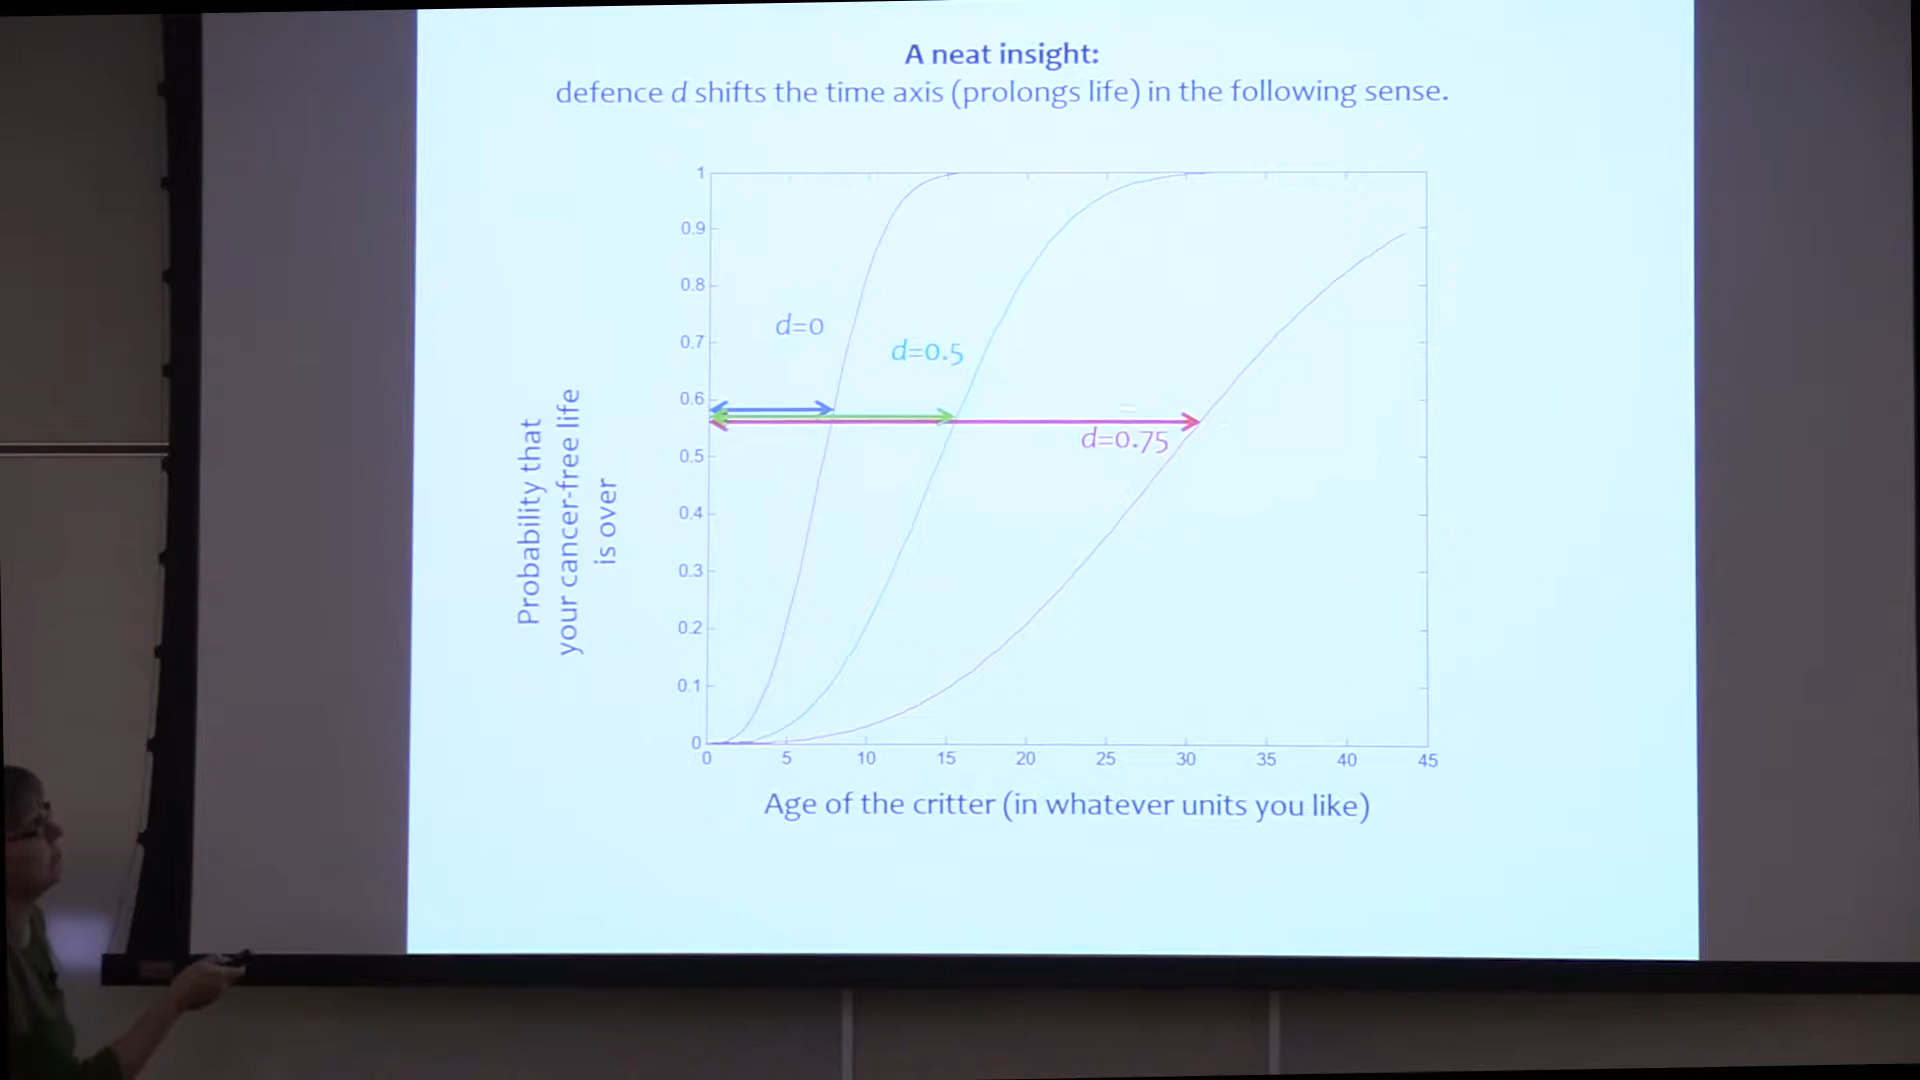 A neat insight:
defence d shifts the time axis (prolongs life) in the following sense.
1
0.9
0.8
0.7
0.6
0.5
0.4
0.3
0.2
0.1
0
d=0
d=0.5
d=0.75
Probability that
your cancer-free life
is over
0 5 10 15 20 25 30 35 40 45
Age of the critter (in whatever units you like)